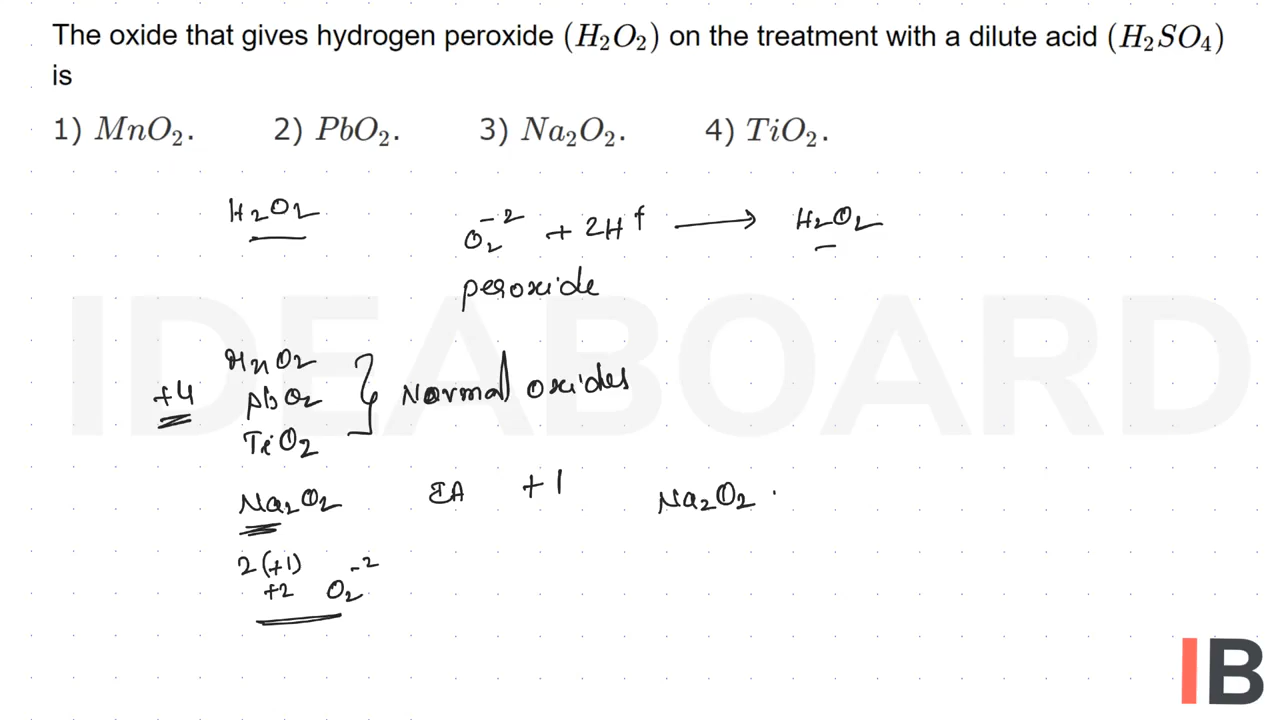 The oxide that gives hydrogen peroxide (H₂O₂) on the treatment with a dilute acid (H₂SO₄)
is
1) MnO₂. 2) PbO₂. 3) Na₂O₂. 4) TiO₂.
H₂O₂ O₂⁻² + 2H⁺ ⟶ H₂O₂
peroxide
IDEABOARD
MnO₂
+4 PbO₂ } Normal oxides
TiO₂
Na₂O₂ IA +1 Na₂O₂
2(+1)
+2 O₂⁻²
IB